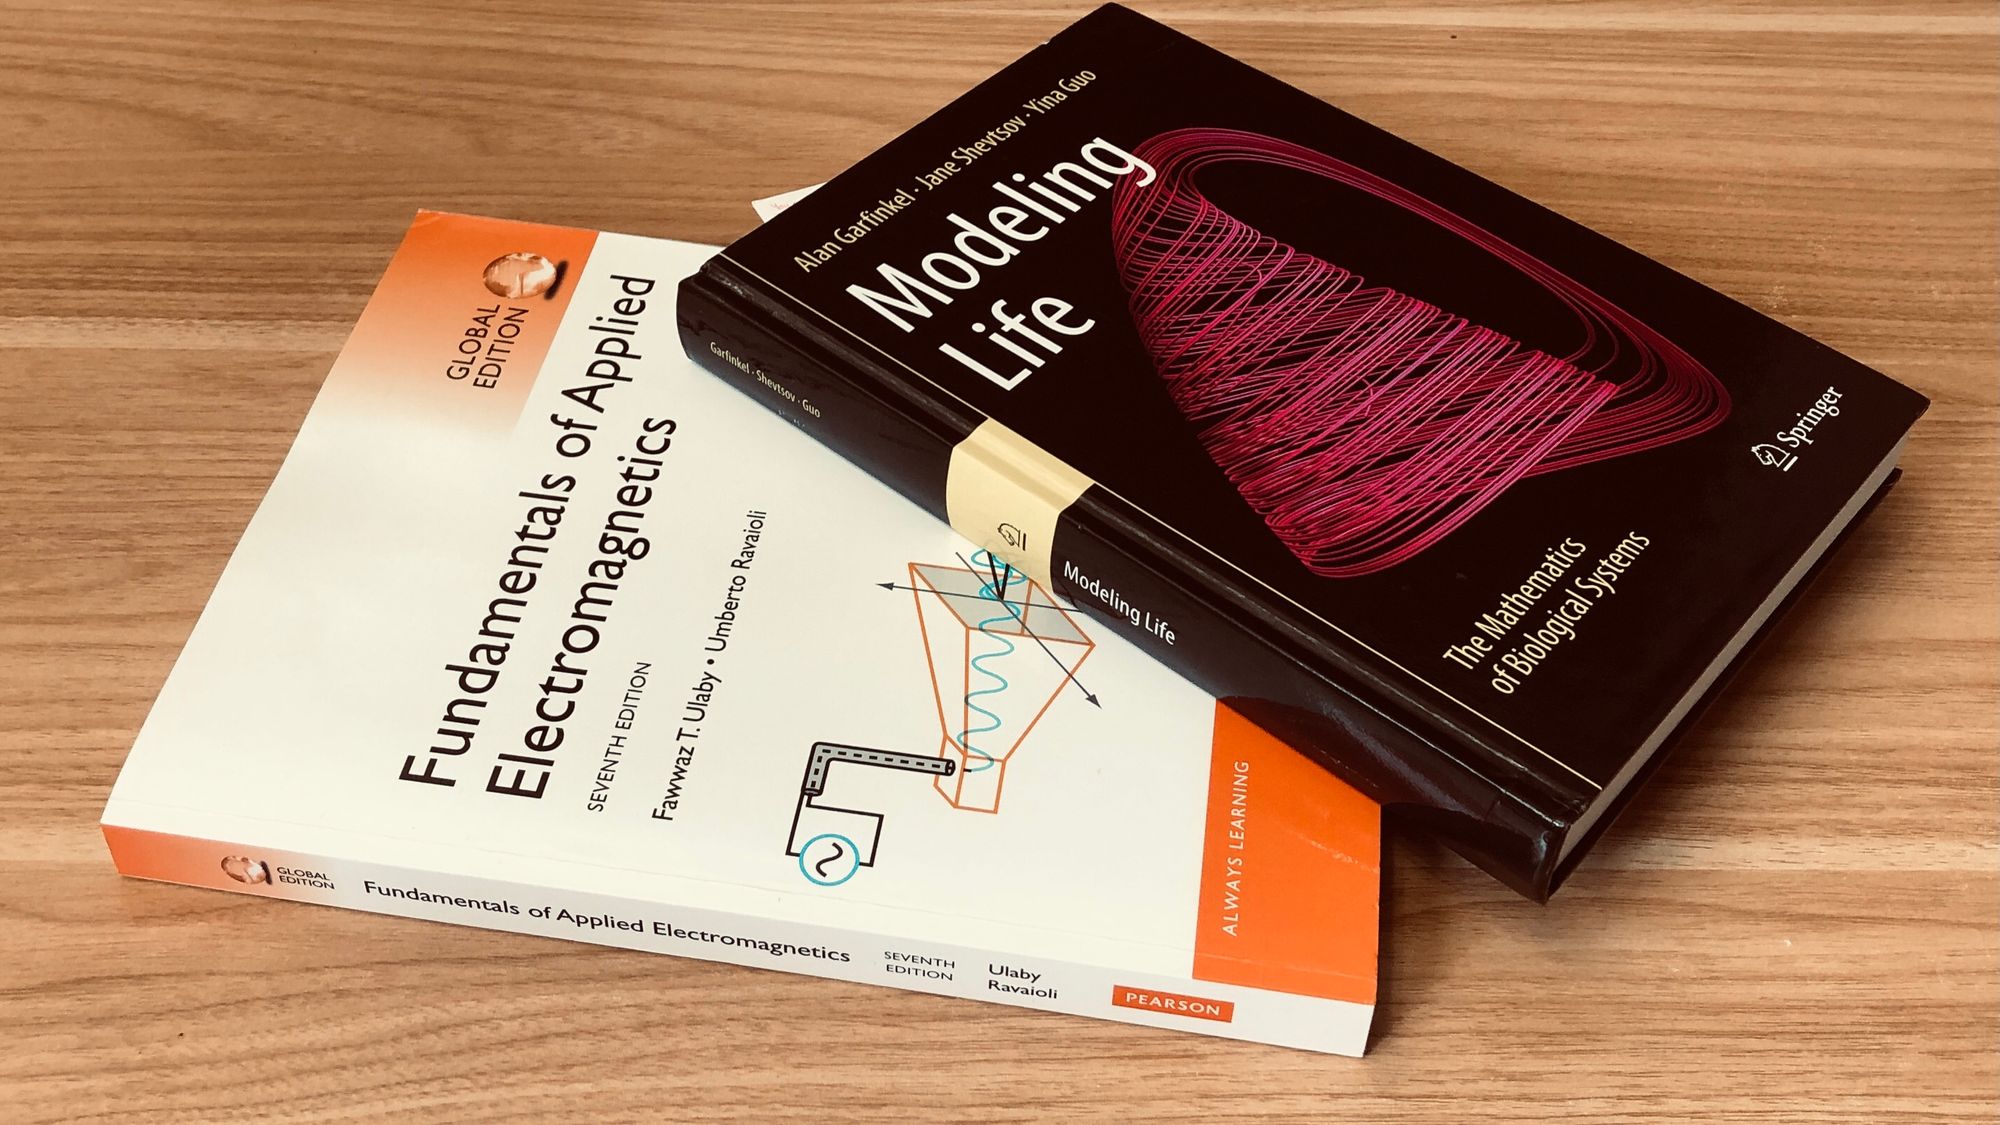 Alan Garfinkel · Jane Shevtsov · Yina Guo
Modeling
Life
The Mathematics
of Biological Systems
Springer
Garfinkel · Shevtsov · Guo
Modeling Life
GLOBAL
EDITION
Fundamentals of Applied
Electromagnetics
SEVENTH EDITION
Fawwaz T. Ulaby • Umberto Ravaioli
ALWAYS LEARNING
GLOBAL
EDITION
Fundamentals of Applied Electromagnetics
SEVENTH
EDITION
Ulaby
Ravaioli
PEARSON